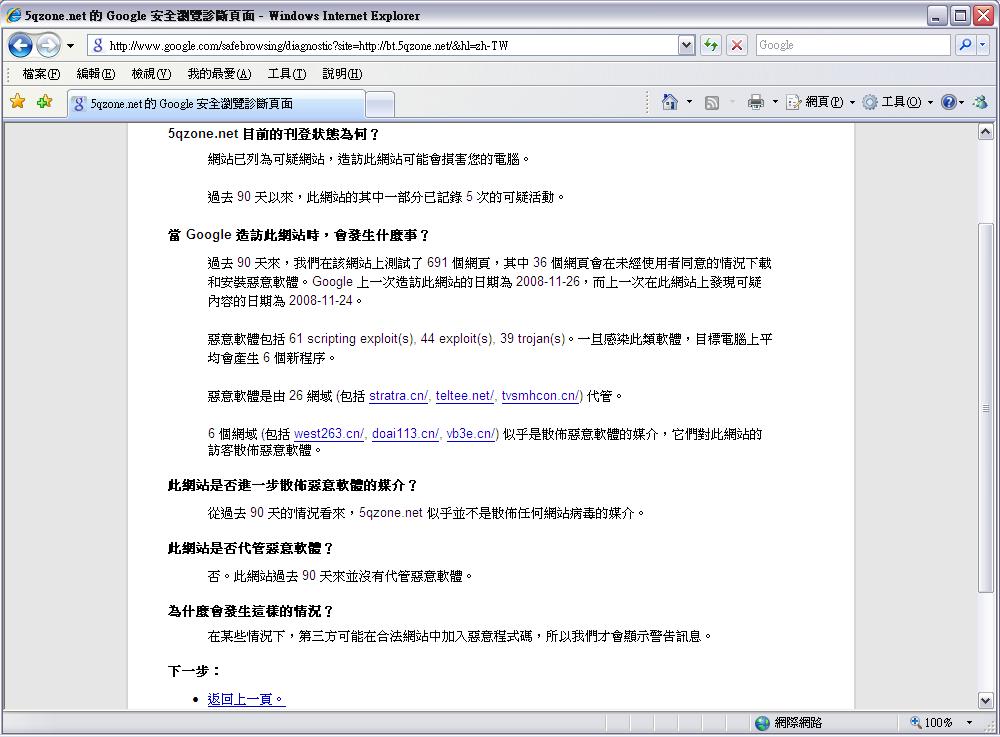 5qzone.net 的 Google 安全瀏覽診斷頁面 - Windows Internet Explorer
http://www.google.com/safebrowsing/diagnostic?site=http://bt.5qzone.net/&hl=zh-TW
Google
檔案(F) 編輯(E) 檢視(V) 我的最愛(A) 工具(T) 說明(H)
5qzone.net 的 Google 安全瀏覽診斷頁面
網頁(P) 工具(O)
5qzone.net 目前的刊登狀態為何？
網站已列為可疑網站，造訪此網站可能會損害您的電腦。
過去 90 天以來，此網站的其中一部分已記錄 5 次的可疑活動。
當 Google 造訪此網站時，會發生什麼事？
過去 90 天來，我們在該網站上測試了 691 個網頁，其中 36 個網頁會在未經使用者同意的情況下下載
和安裝惡意軟體。Google 上一次造訪此網站的日期為 2008-11-26，而上一次在此網站上發現可疑
內容的日期為 2008-11-24。
惡意軟體包括 61 scripting exploit(s), 44 exploit(s), 39 trojan(s)。一旦感染此類軟體，目標電腦上平
均會產生 6 個新程序。
惡意軟體是由 26 網域 (包括 stratra.cn/, teltee.net/, tvsmhcon.cn/) 代管。
6 個網域 (包括 west263.cn/, doai113.cn/, vb3e.cn/) 似乎是散佈惡意軟體的媒介，它們對此網站的
訪客散佈惡意軟體。
此網站是否進一步散佈惡意軟體的媒介？
從過去 90 天的情況看來，5qzone.net 似乎並不是散佈任何網站病毒的媒介。
此網站是否代管惡意軟體？
否。此網站過去 90 天來並沒有代管惡意軟體。
為什麼會發生這樣的情況？
在某些情況下，第三方可能在合法網站中加入惡意程式碼，所以我們才會顯示警告訊息。
下一步：
• 返回上一頁。
網際網路 100%